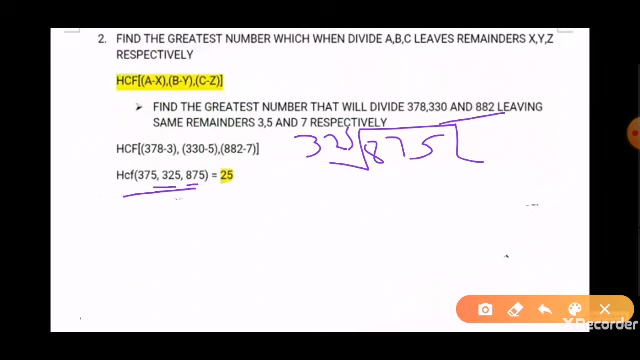 2. FIND THE GREATEST NUMBER WHICH WHEN DIVIDE A,B,C LEAVES REMAINDERS X,Y,Z
RESPECTIVELY
HCF[(A-X),(B-Y),(C-Z)]
➤ FIND THE GREATEST NUMBER THAT WILL DIVIDE 378,330 AND 882 LEAVING
SAME REMAINDERS 3,5 AND 7 RESPECTIVELY
325 875
HCF[(378-3), (330-5),(882-7)]
Hcf(375, 325, 875) = 25
XRecorder